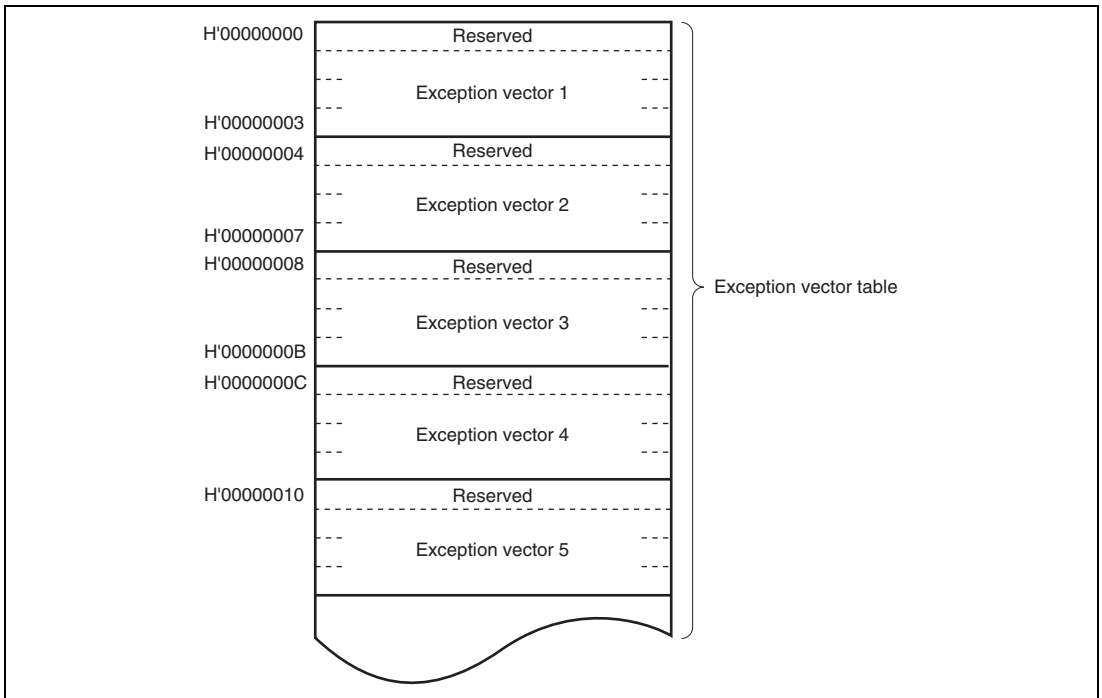 H'00000000 Reserved
Exception vector 1
H'00000003
H'00000004 Reserved
Exception vector 2
H'00000007
H'00000008 Reserved
Exception vector table
Exception vector 3
H'0000000B
H'0000000C Reserved
Exception vector 4
H'00000010 Reserved
Exception vector 5